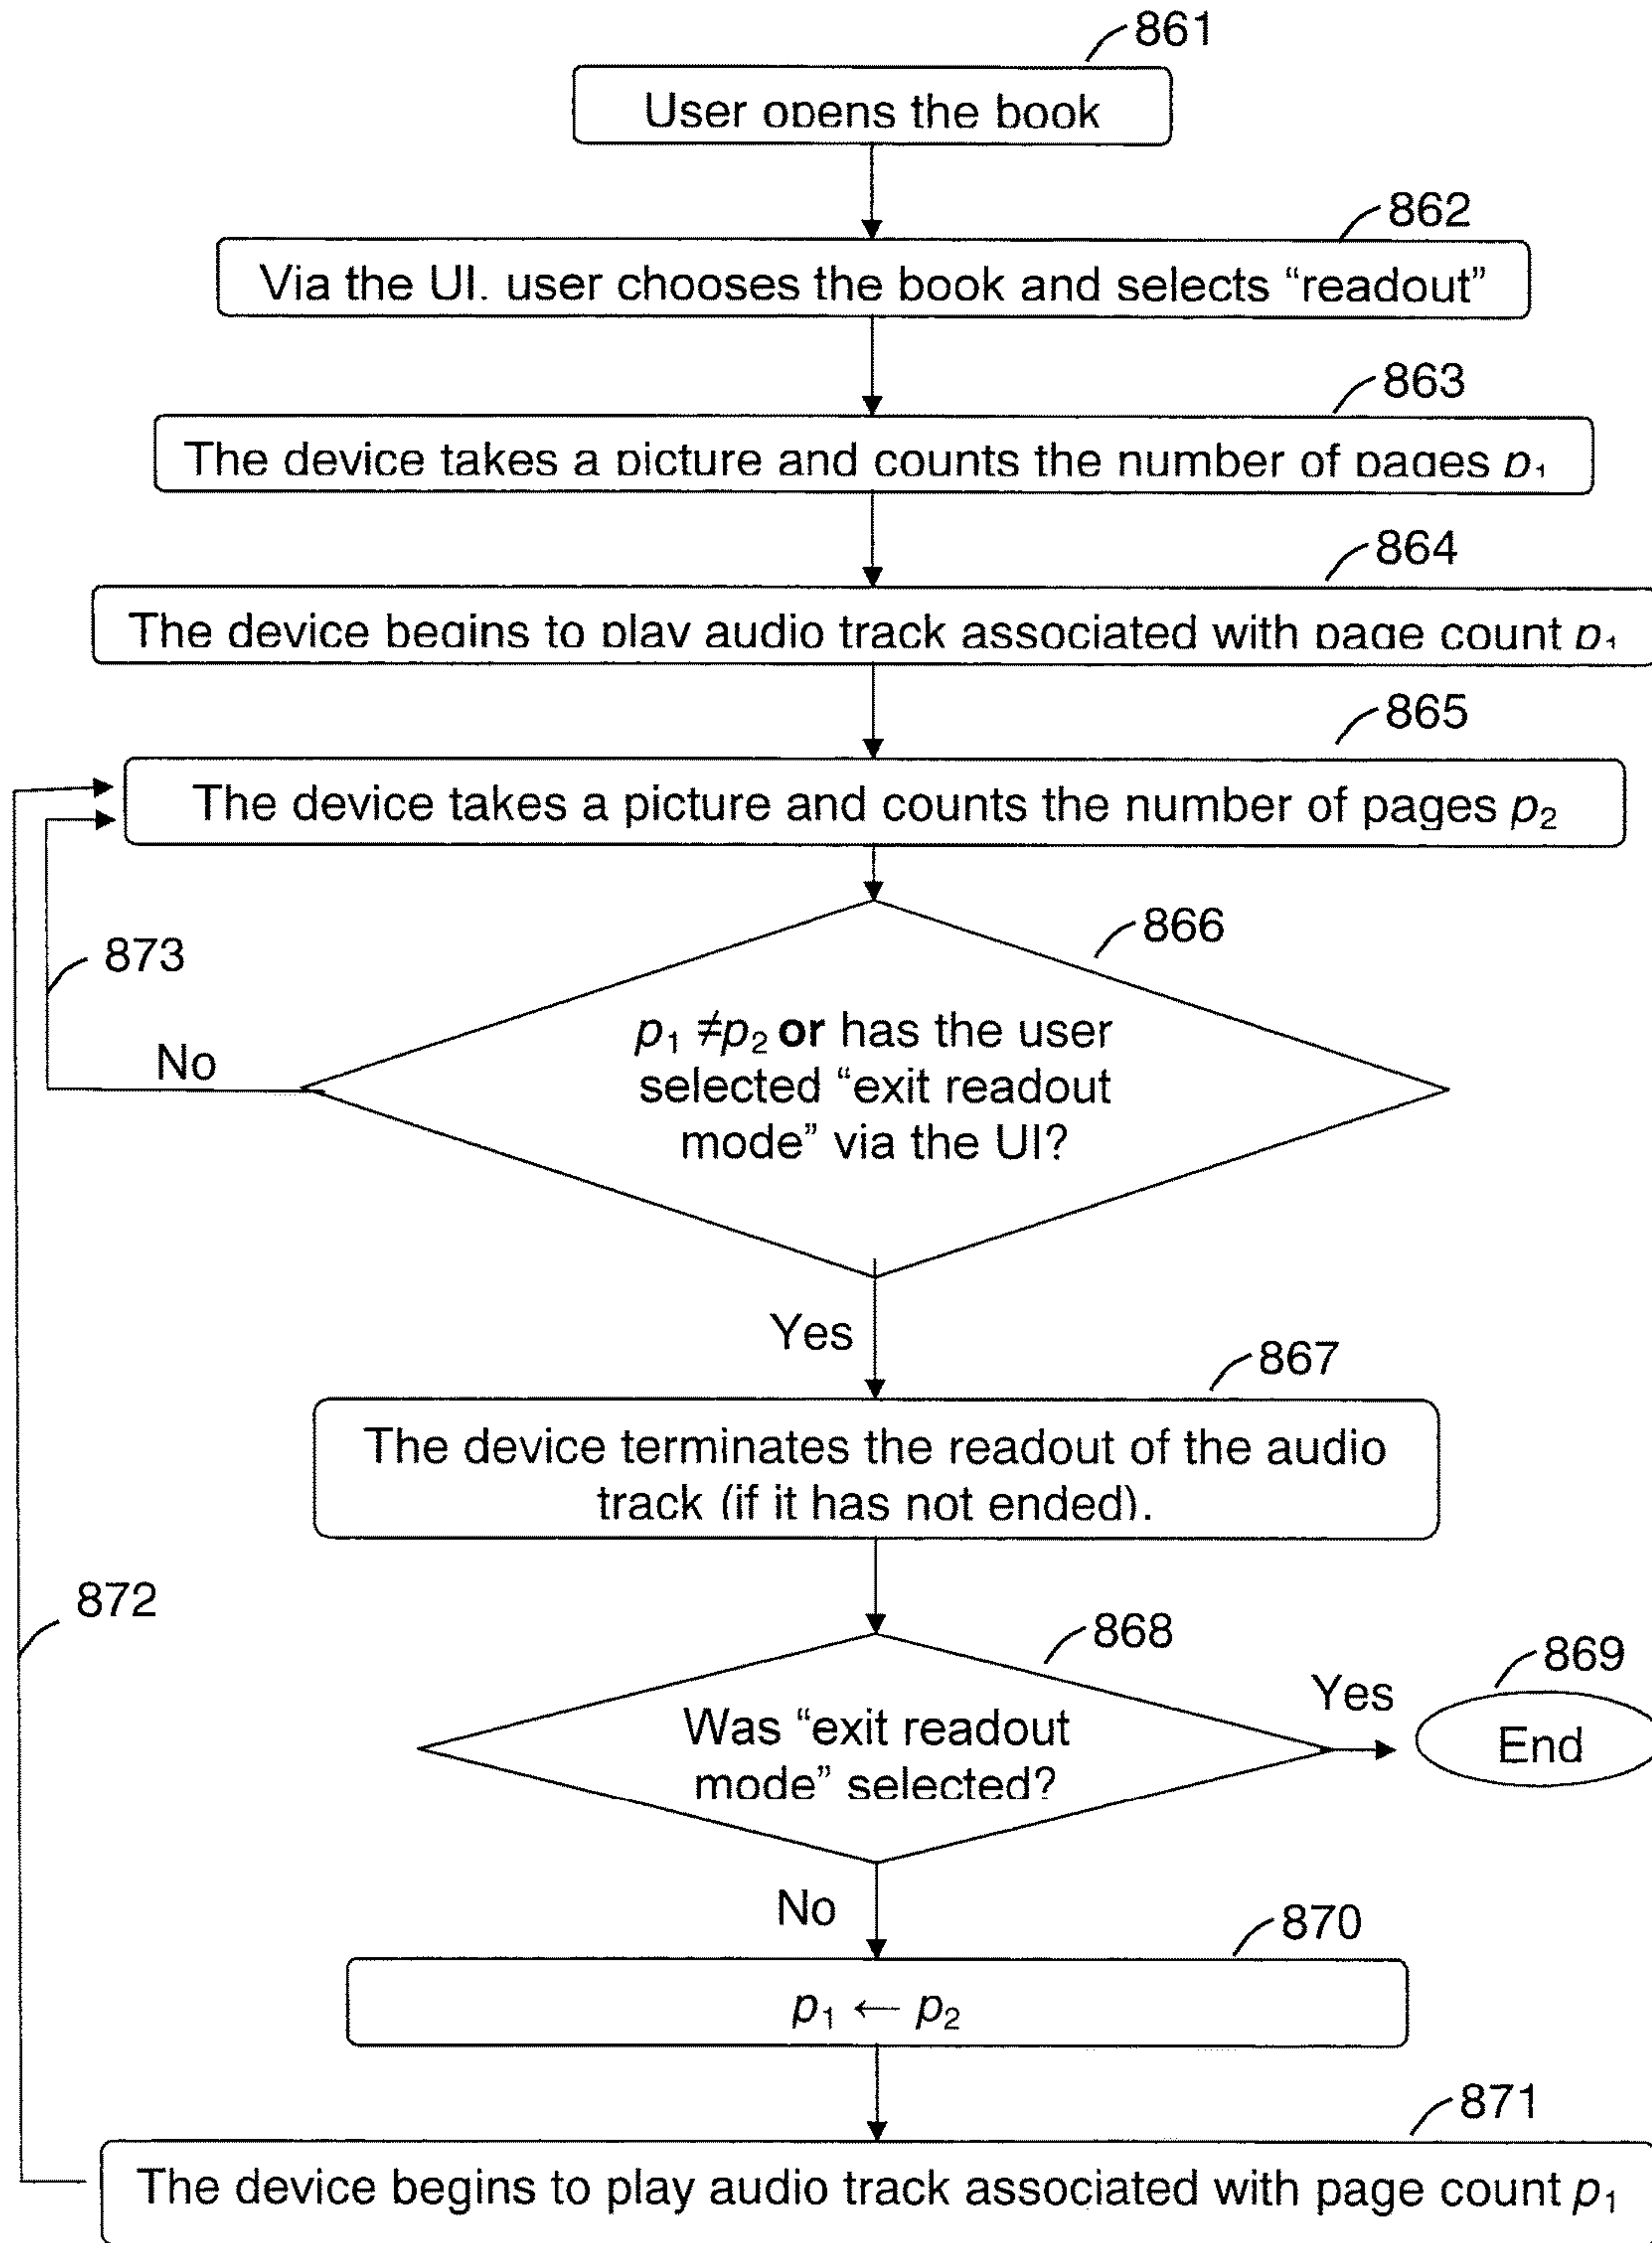 861
User opens the book
862
Via the UI. user chooses the book and selects “readout”
863
The device takes a picture and counts the number of pages p₁
864
The device begins to play audio track associated with page count p₁
865
The device takes a picture and counts the number of pages p₂
866
873
p₁ ≠p₂ or has the user
selected “exit readout
mode” via the UI?
No
Yes
867
The device terminates the readout of the audio
track (if it has not ended).
872
868
869
Was “exit readout
mode” selected?
Yes
End
No
870
p₁ ← p₂
871
The device begins to play audio track associated with page count p₁